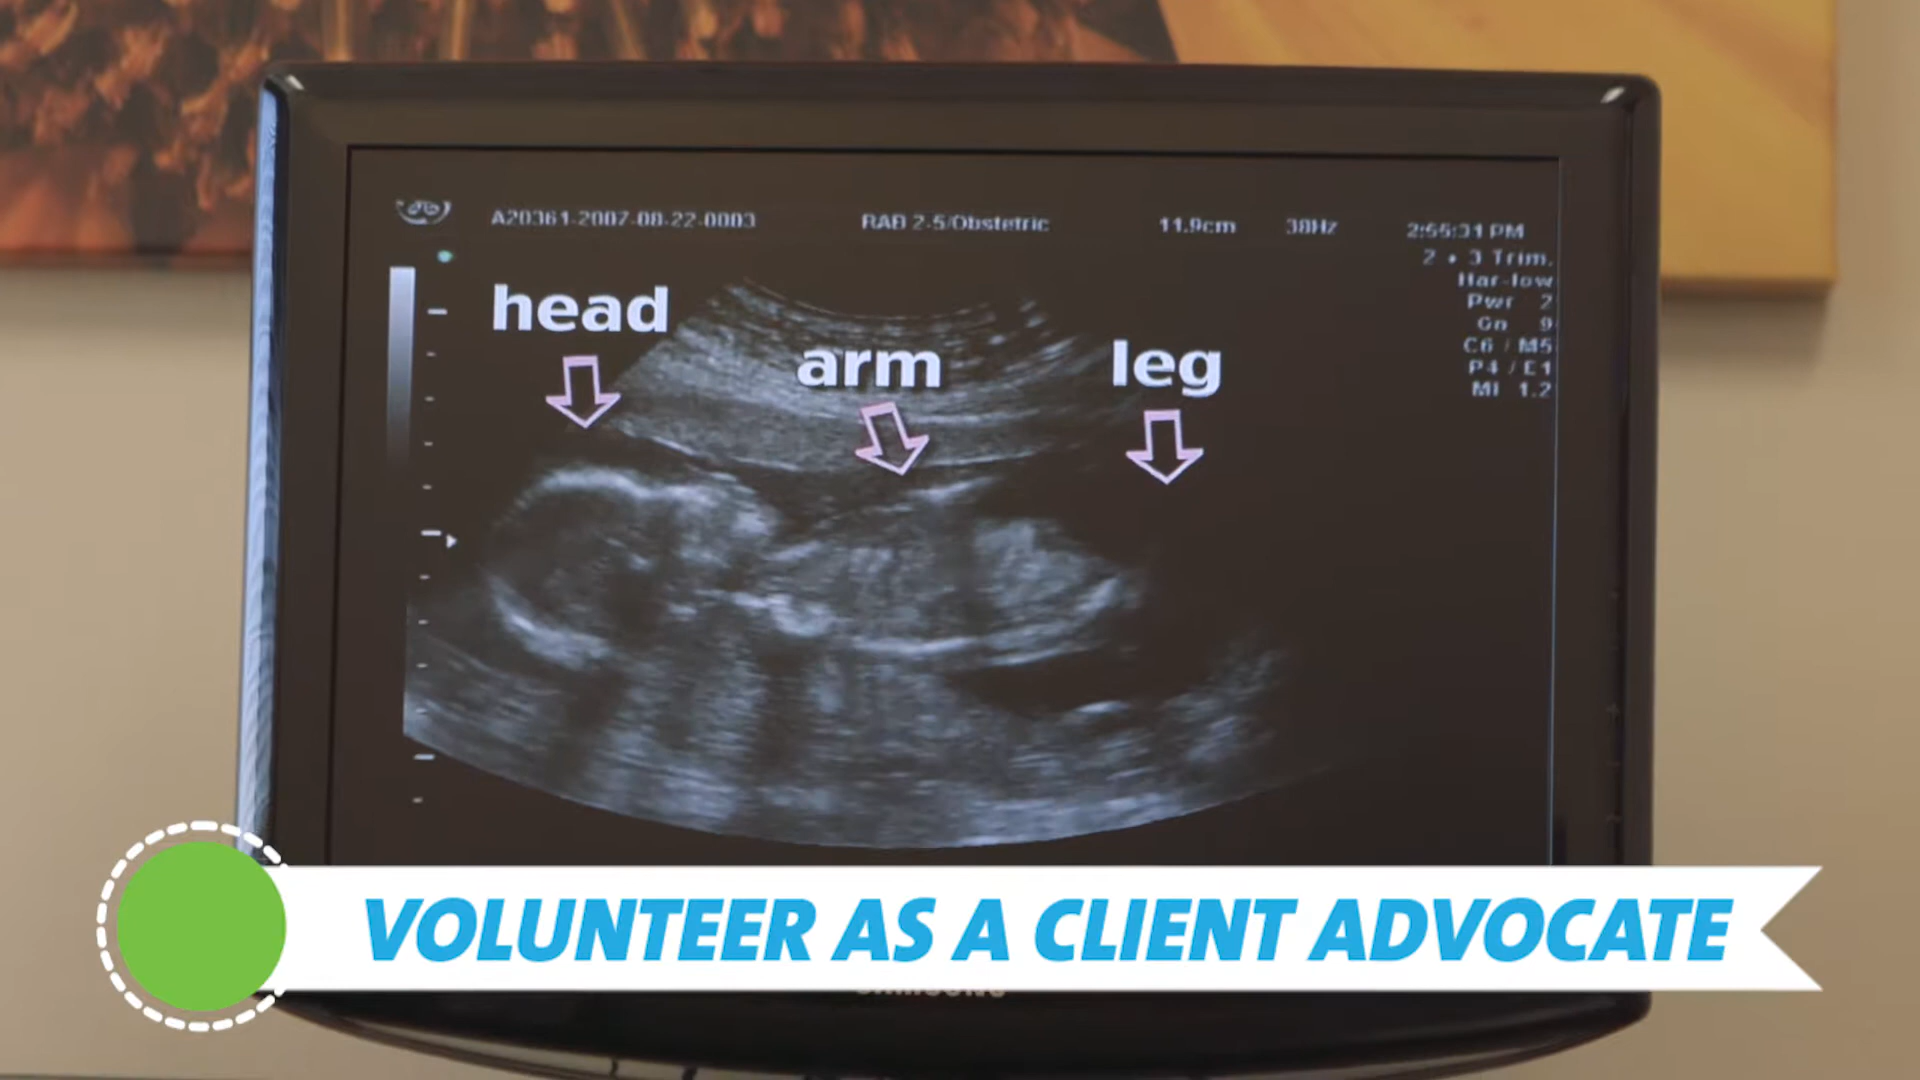 A20361-2007-08-22-0003 RAB 2-5/Obstetric 11.9cm 38Hz 2:55:31 PM
2 + 3 Trim.
Har-low
Pwr 2
Gn 9
C6 / M5
P4 / E1
MI 1.2
head
arm
leg
VOLUNTEER AS A CLIENT ADVOCATE
SAMSUNG